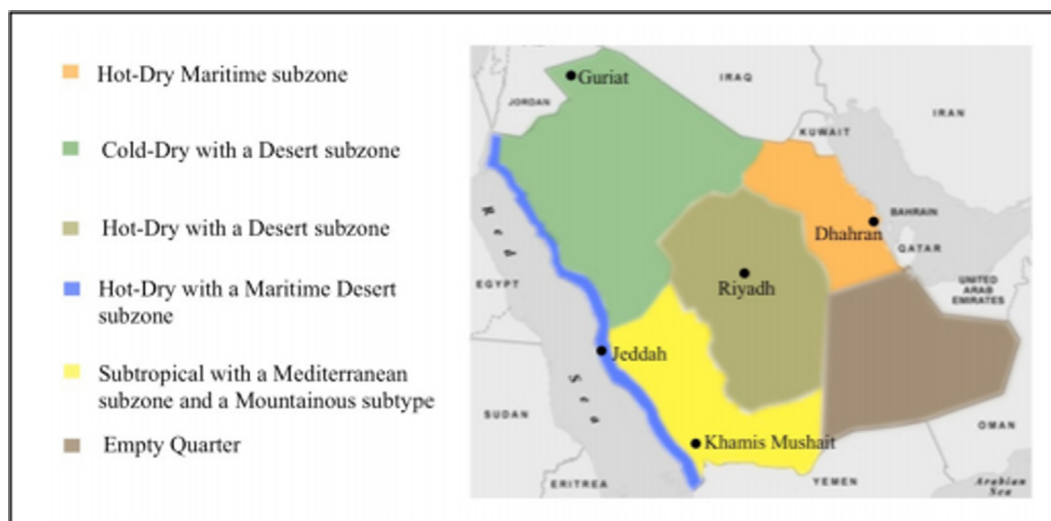 Hot-Dry Maritime subzone
Cold-Dry with a Desert subzone
Hot-Dry with a Desert subzone
Hot-Dry with a Maritime Desert
subzone
Subtropical with a Mediterranean
subzone and a Mountainous subtype
Empty Quarter
Guriat
IRAQ
JORDAN
IRAN
KUWAIT
Red
BAHRAIN
Dhahran
QATAR
EGYPT
Riyadh
UNITED
ARAB
EMIRATES
Jeddah
Sea
SUDAN
Khamis Mushait
OMAN
ERITREA
YEMEN
Arabian
Sea